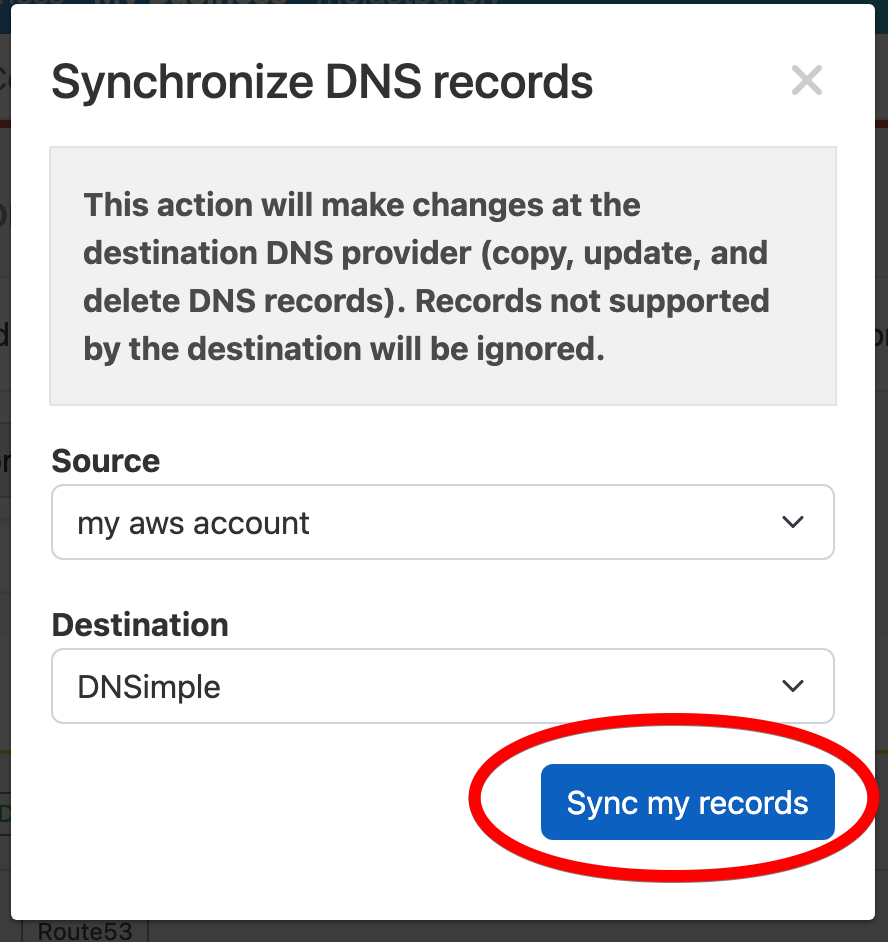 My Business
Synchronize DNS records
This action will make changes at the
destination DNS provider (copy, update, and
delete DNS records). Records not supported
by the destination will be ignored.
Source
my aws account
Destination
DNSimple
Sync my records
Route53